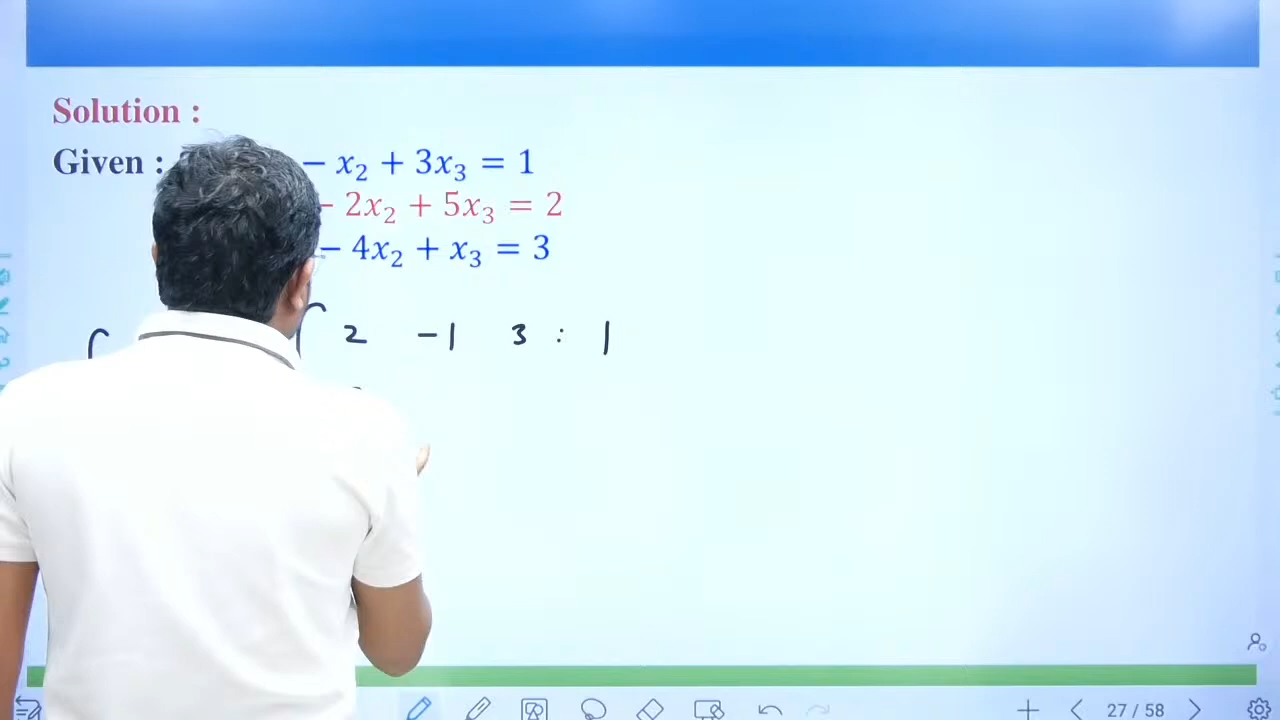 Solution :
Given : − x₂ + 3x₃ = 1
− 2x₂ + 5x₃ = 2
− 4x₂ + x₃ = 3
[ 2 -1 3 : 1
27 / 58